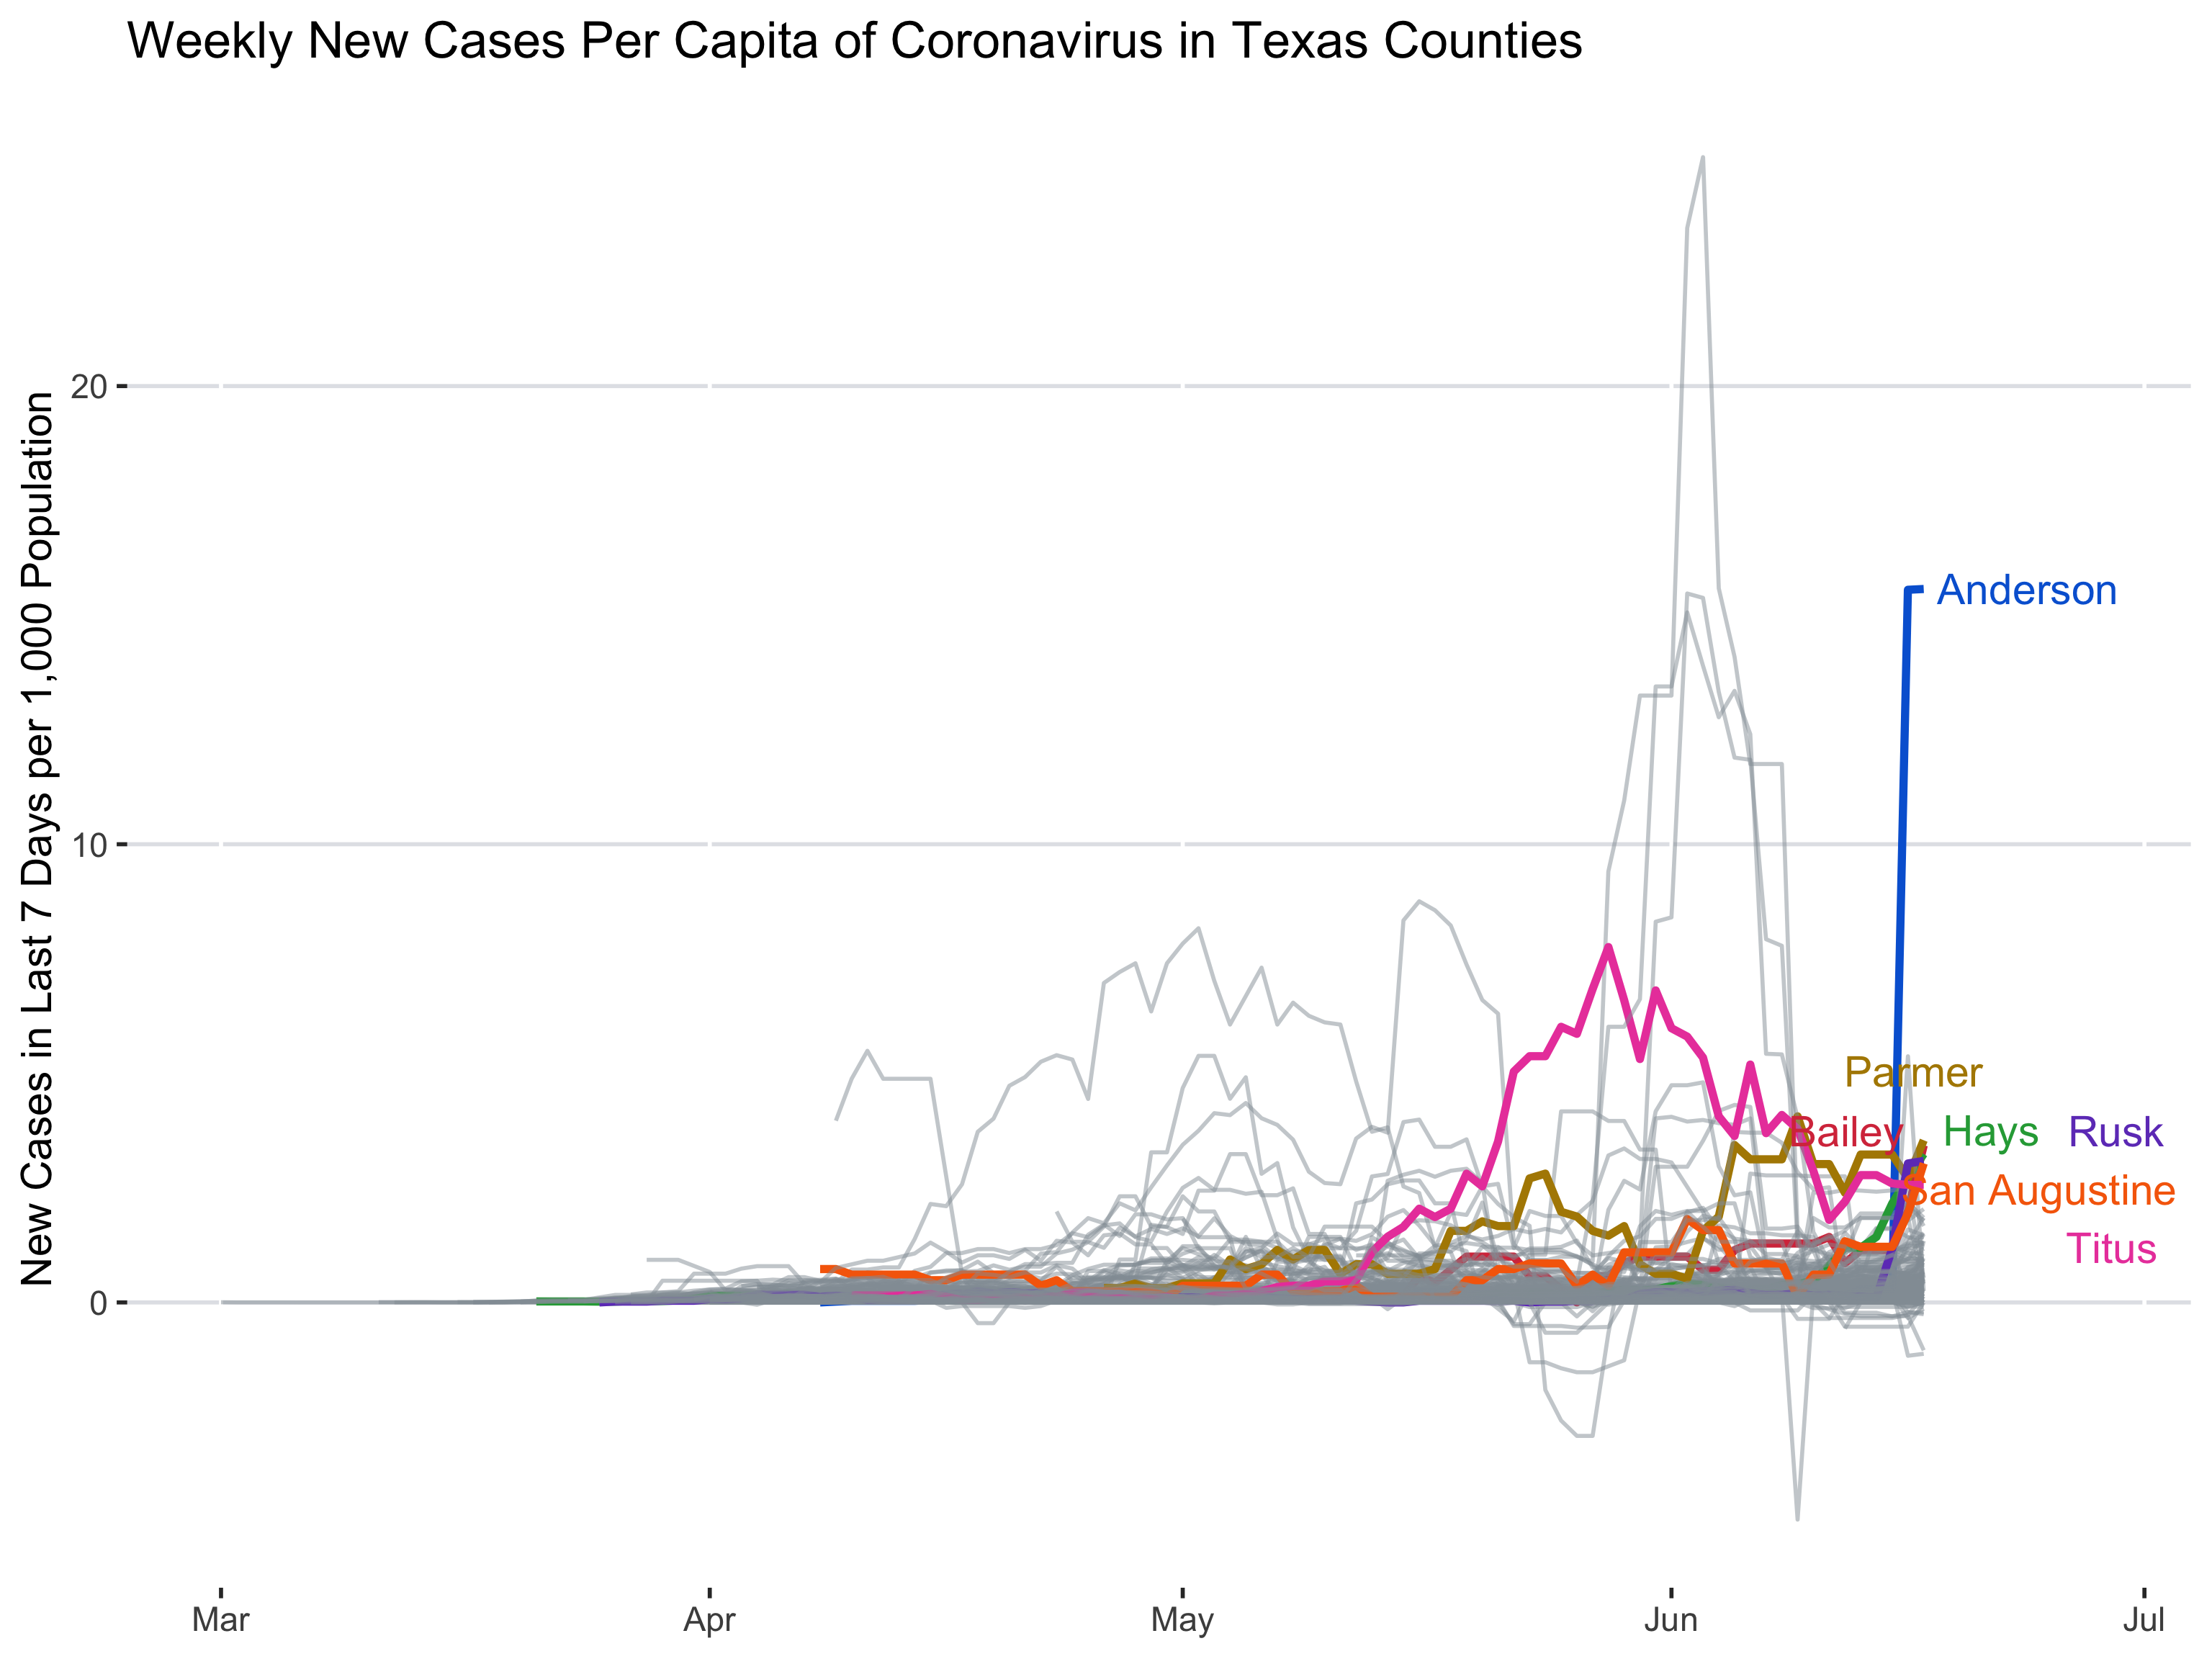 Weekly New Cases Per Capita of Coronavirus in Texas Counties
New Cases in Last 7 Days per 1,000 Population
20
10
0
Anderson
Parmer
Bailey
Hays
Rusk
San Augustine
Titus
Mar
Apr
May
Jun
Jul